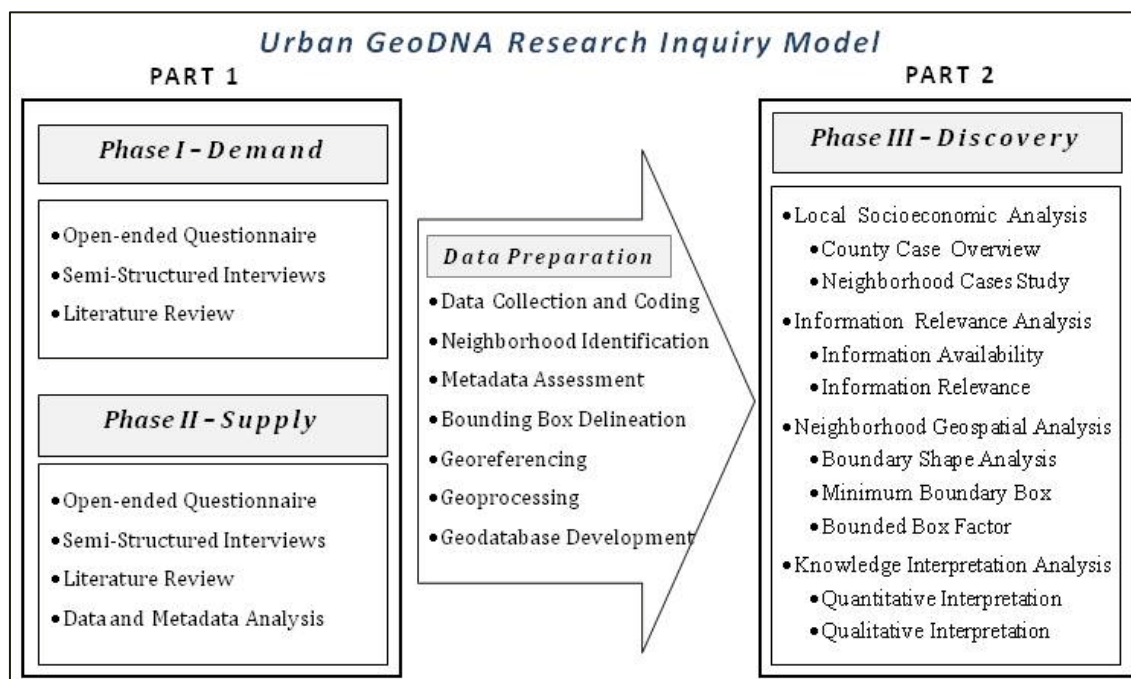 Urban GeoDNA Research Inquiry Model
PART 1
Phase I – Demand
•Open-ended Questionnaire
•Semi-Structured Interviews
•Literature Review
Phase II – Supply
•Open-ended Questionnaire
•Semi-Structured Interviews
•Literature Review
•Data and Metadata Analysis
Data Preparation
•Data Collection and Coding
•Neighborhood Identification
•Metadata Assessment
•Bounding Box Delineation
•Georeferencing
•Geoprocessing
•Geodatabase Development
PART 2
Phase III – Discovery
•Local Socioeconomic Analysis
•County Case Overview
•Neighborhood Cases Study
•Information Relevance Analysis
•Information Availability
•Information Relevance
•Neighborhood Geospatial Analysis
•Boundary Shape Analysis
•Minimum Boundary Box
•Bounded Box Factor
•Knowledge Interpretation Analysis
•Quantitative Interpretation
•Qualitative Interpretation